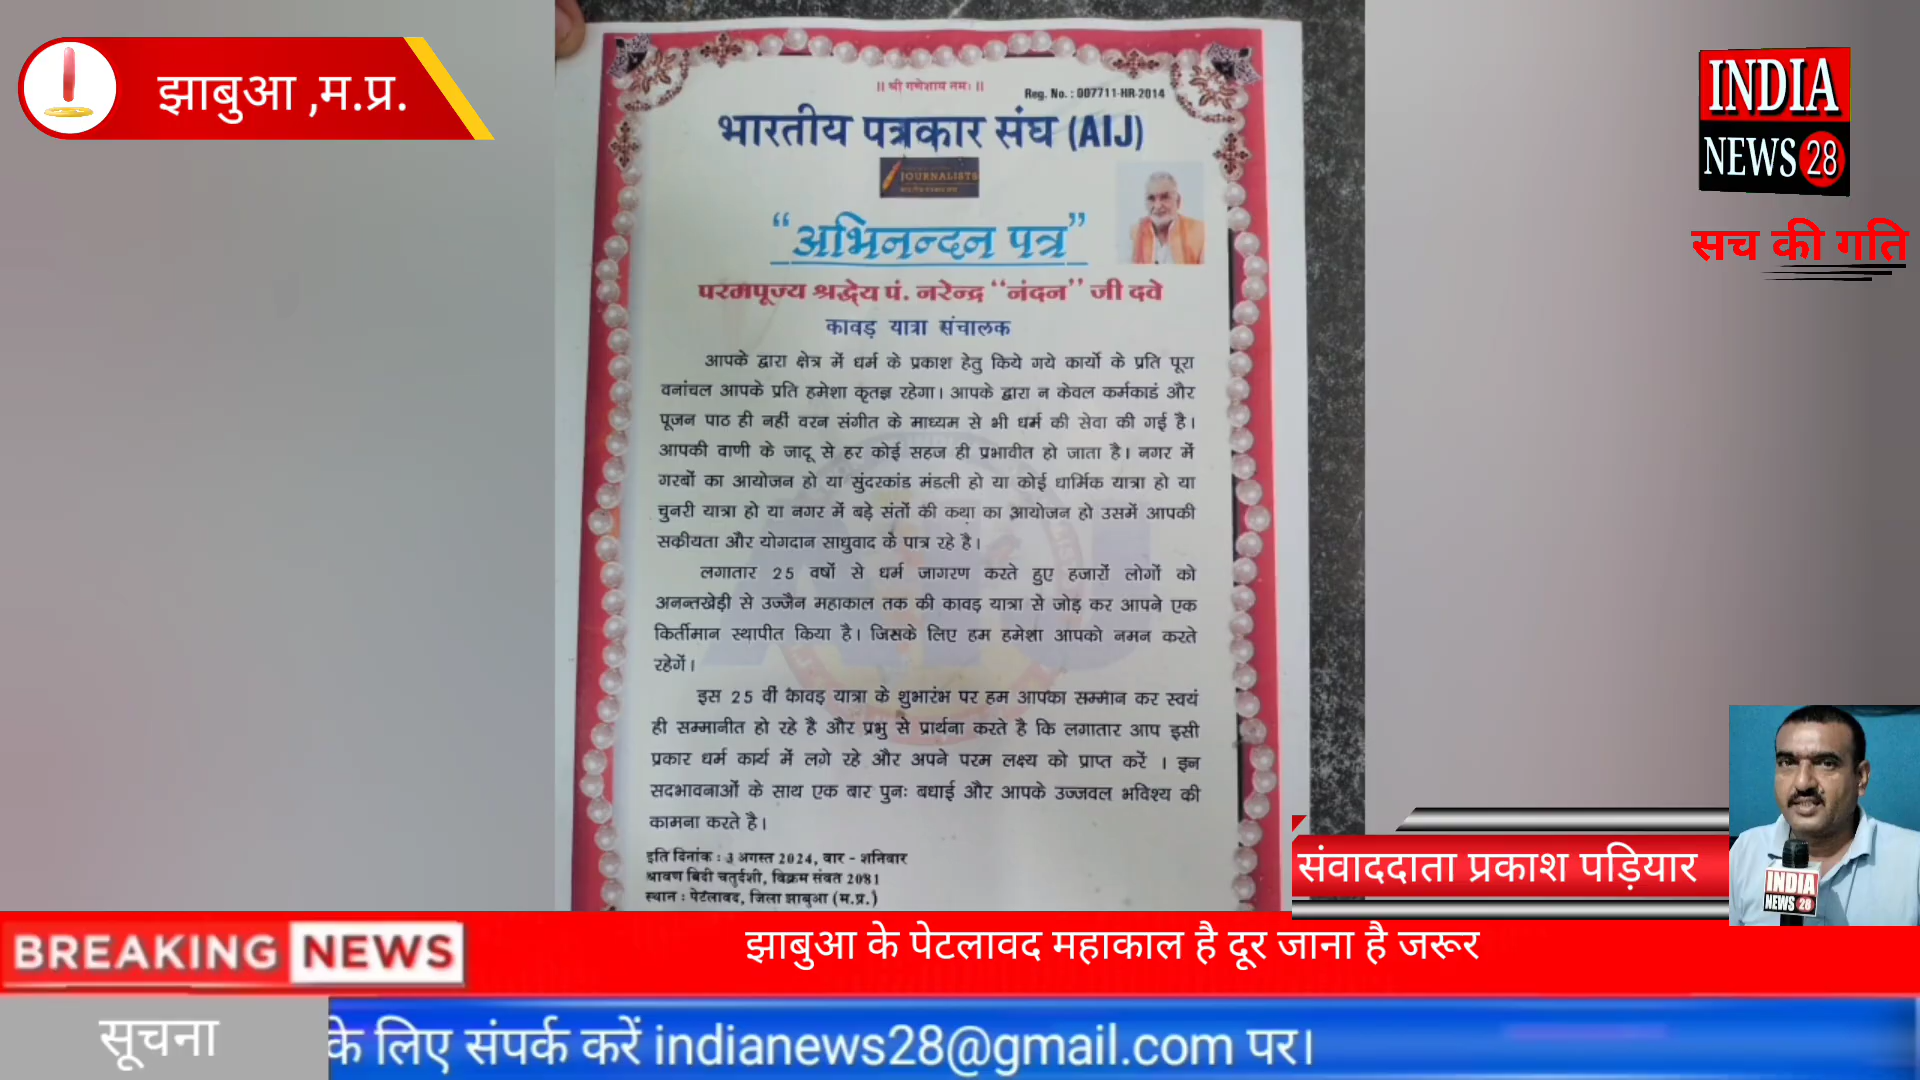 झाबुआ ,म.प्र.
INDIA
NEWS 28
सच की गति
|| श्री गणेशाय नमः ||
Reg. No. : 007711-HR-2014
भारतीय पत्रकार संघ (AIJ)
JOURNALISTS
“अभिनन्दन पत्र”
परमपूज्य श्रद्धेय पं. नरेन्द्र “नंदन” जी दवे
कावड़ यात्रा संचालक
आपके द्वारा क्षेत्र में धर्म के प्रकाश हेतु किये गये कार्यो के प्रति पूरा
वनांचल आपके प्रति हमेशा कृतज्ञ रहेगा। आपके द्वारा न केवल कर्मकाडं और
पूजन पाठ ही नहीं वरन संगीत के माध्यम से भी धर्म की सेवा की गई है।
आपकी वाणी के जादू से हर कोई सहज ही प्रभावीत हो जाता है। नगर में
गरबों का आयोजन हो या सुंदरकांड मंडली हो या कोई धार्मिक यात्रा हो या
चुनरी यात्रा हो या नगर में बड़े संतों की कथा का आयोजन हो उसमें आपकी
सकीयता और योगदान साधुवाद के पात्र रहे है।
लगातार 25 वर्षो से धर्म जागरण करते हुए हजारों लोगों को
अनन्तखेड़ी से उज्जैन महाकाल तक की कावड़ यात्रा से जोड़ कर आपने एक
किर्तीमान स्थापीत किया है। जिसके लिए हम हमेशा आपको नमन करते
रहेगें।
इस 25 वीं कावड़ यात्रा के शुभारंभ पर हम आपका सम्मान कर स्वयं
ही सम्मानीत हो रहे है और प्रभु से प्रार्थना करते है कि लगातार आप इसी
प्रकार धर्म कार्य में लगे रहे और अपने परम लक्ष्य को प्राप्त करें । इन
सदभावनाओं के साथ एक बार पुनः बधाई और आपके उज्जवल भविश्य की
कामना करते है।
इति दिनांक : 3 अगस्त 2024, वार - शनिवार
श्रावण बिदी चतुर्दशी, विक्रम संवत 2081
स्थान : पेटलावद, जिला झाबुआ (म.प्र.)
संवाददाता प्रकाश पड़ियार
INDIA
NEWS 28
BREAKING NEWS
झाबुआ के पेटलावद महाकाल है दूर जाना है जरूर
सूचना
के लिए संपर्क करें indianews28@gmail.com पर।